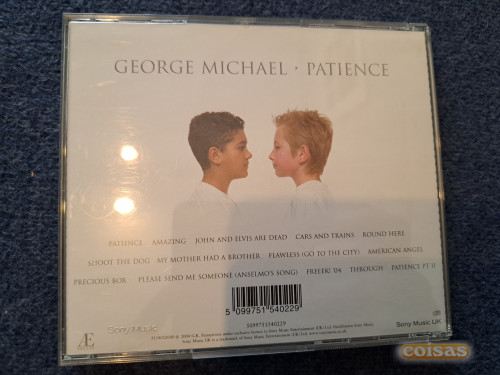 GEORGE MICHAEL · PATIENCE
PATIENCE AMAZING JOHN AND ELVIS ARE DEAD CARS AND TRAINS ROUND HERE
SHOOT THE DOG MY MOTHER HAD A BROTHER FLAWLESS (GO TO THE CITY) AMERICAN ANGEL
PRECIOUS BOX PLEASE SEND ME SOMEONE (ANSELMO'S SONG) FREEEK! '04 THROUGH PATIENCE PT II
5 099751 540229
Æ
Sony Music
Sony Music UK
coisas